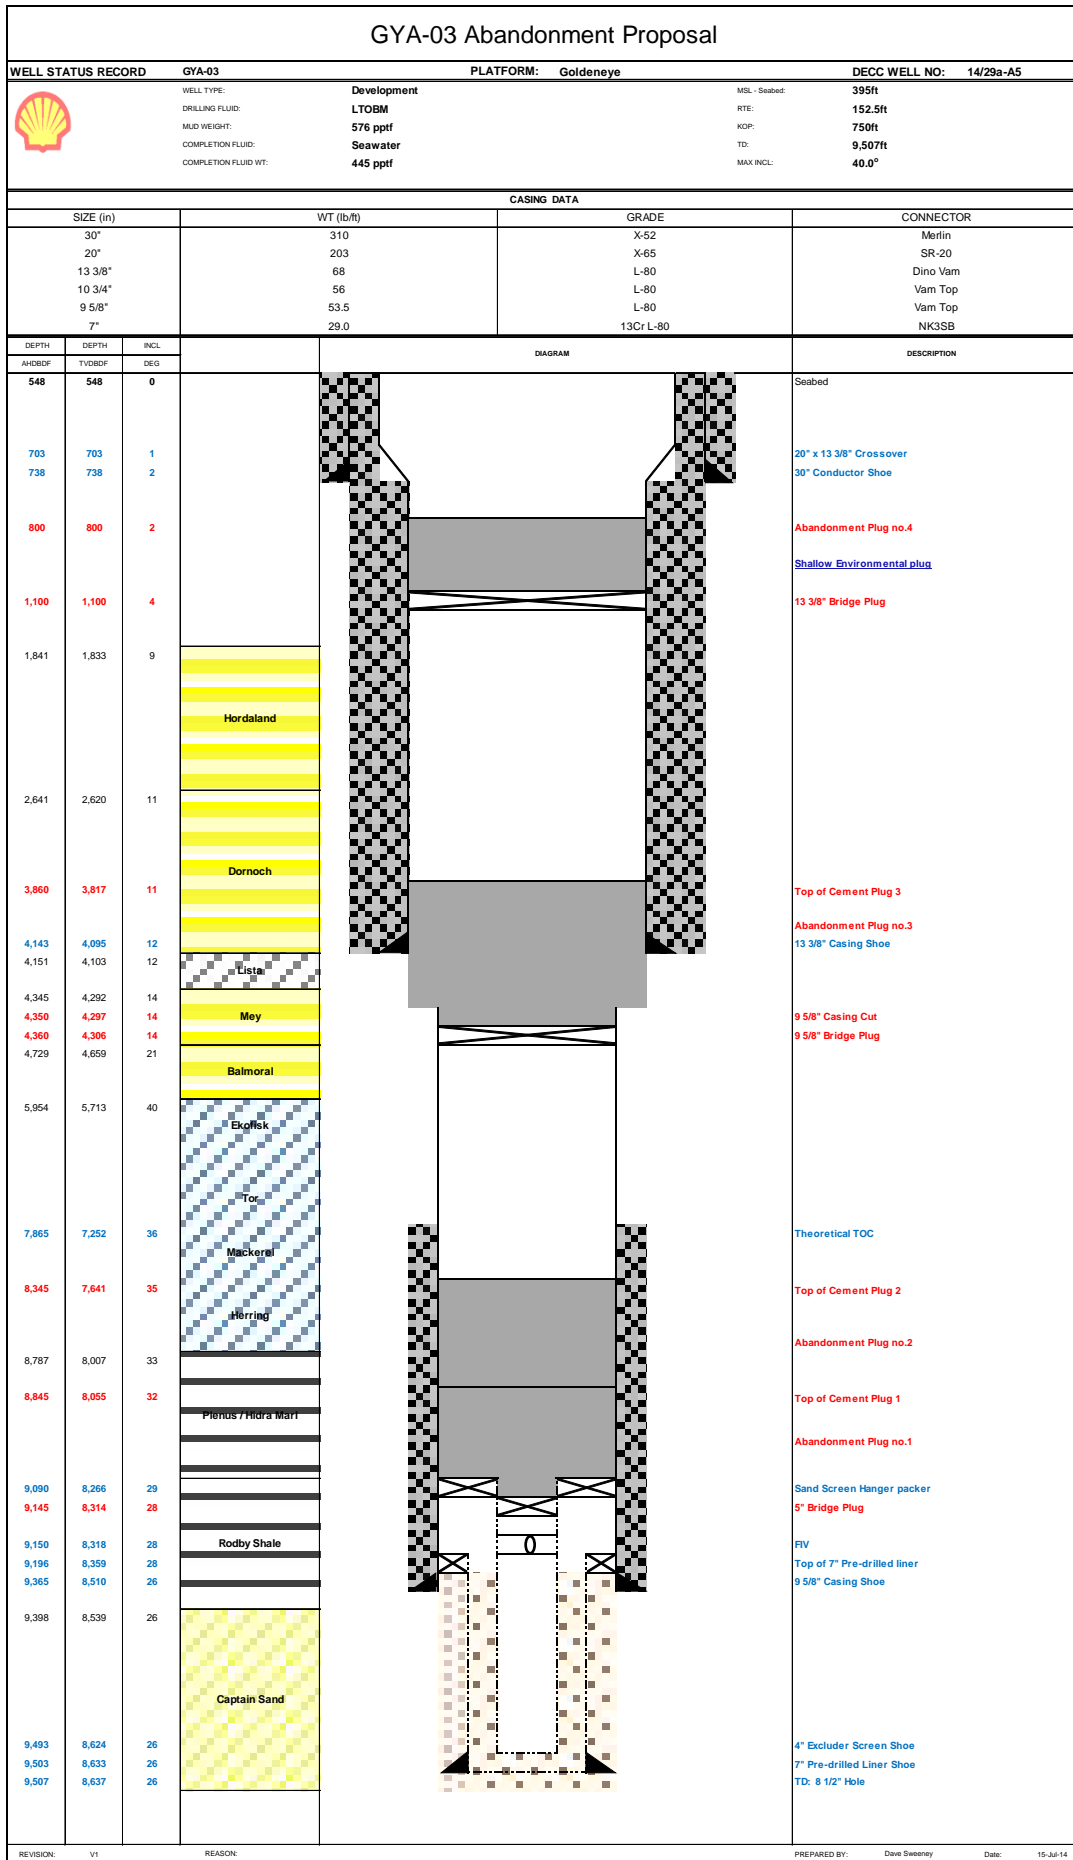 GYA-03 Abandonment Proposal
WELL STATUS RECORD GYA-03 PLATFORM: Goldeneye DECC WELL NO: 14/29a-A5
WELL TYPE: Development MSL - Seabed: 395ft
DRILLING FLUID: LTOBM RTE: 152.5ft
MUD WEIGHT: 576 pptf KOP: 750ft
COMPLETION FLUID: Seawater TD: 9,507ft
COMPLETION FLUID WT: 445 pptf MAX INCL: 40.0°
CASING DATA
SIZE (in) WT (lb/ft) GRADE CONNECTOR
30" 310 X-52 Merlin
20" 203 X-65 SR-20
13 3/8" 68 L-80 Dino Vam
10 3/4" 56 L-80 Vam Top
9 5/8" 53.5 L-80 Vam Top
7" 29.0 13Cr L-80 NK3SB
DEPTH DEPTH INCL
DIAGRAM DESCRIPTION
AHDBDF TVDBDF DEG
548 548 0 Seabed
703 703 1 20" x 13 3/8" Crossover
738 738 2 30" Conductor Shoe
800 800 2 Abandonment Plug no.4
Shallow Environmental plug
1,100 1,100 4 13 3/8" Bridge Plug
1,841 1,833 9
Hordaland
2,641 2,620 11
Dornoch
3,860 3,817 11 Top of Cement Plug 3
Abandonment Plug no.3
4,143 4,095 12 13 3/8" Casing Shoe
4,151 4,103 12
Lista
4,345 4,292 14
4,350 4,297 14 Mey 9 5/8" Casing Cut
4,360 4,306 14 9 5/8" Bridge Plug
4,729 4,659 21
Balmoral
5,954 5,713 40
Ekofisk
Tor
7,865 7,252 36 Theoretical TOC
Mackerel
8,345 7,641 35 Top of Cement Plug 2
Herring
Abandonment Plug no.2
8,787 8,007 33
8,845 8,055 32 Top of Cement Plug 1
Plenus / Hidra Marl
Abandonment Plug no.1
9,090 8,266 29 Sand Screen Hanger packer
9,145 8,314 28 5" Bridge Plug
9,150 8,318 28 Rodby Shale FIV
9,196 8,359 28 Top of 7" Pre-drilled liner
9,365 8,510 26 9 5/8" Casing Shoe
9,398 8,539 26
Captain Sand
9,493 8,624 26 4" Excluder Screen Shoe
9,503 8,633 26 7" Pre-drilled Liner Shoe
9,507 8,637 26 TD: 8 1/2" Hole
REVISION: V1 REASON: PREPARED BY: Dave Sweeney Date: 15-Jul-14